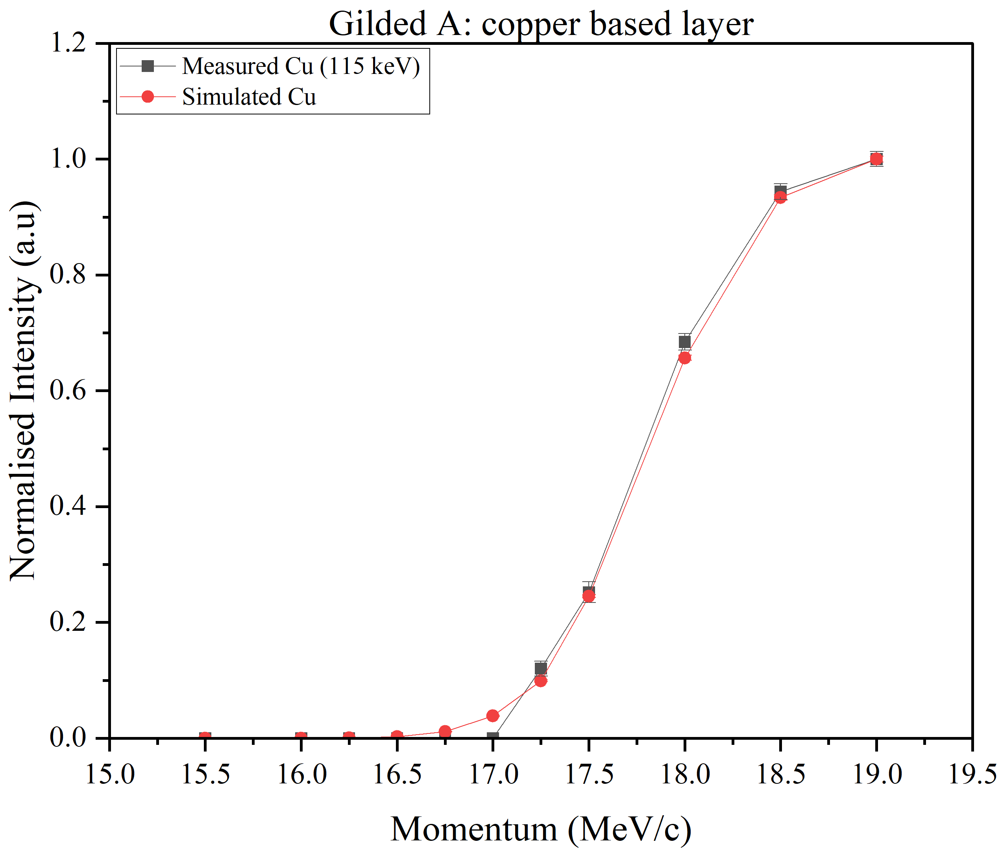 Gilded A: copper based layer
Measured Cu (115 keV)
Simulated Cu
Normalised Intensity (a.u)
1.2
1.0
0.8
0.6
0.4
0.2
0.0
15.0 15.5 16.0 16.5 17.0 17.5 18.0 18.5 19.0 19.5
Momentum (MeV/c)